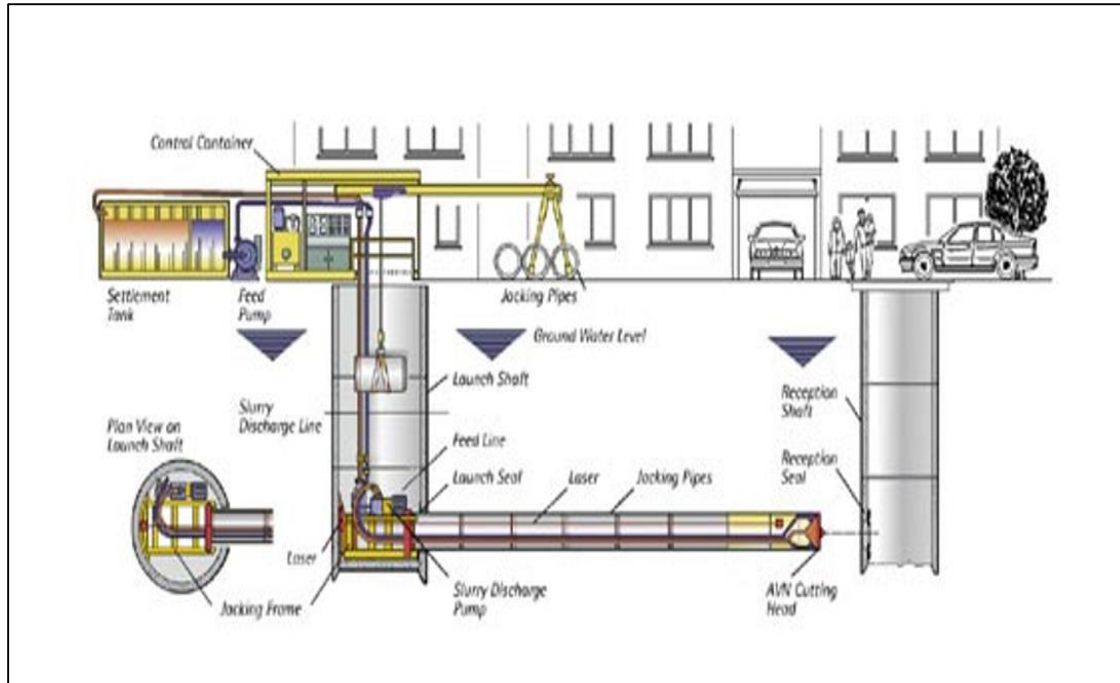 Control Container
Settlement
Tank
Feed
Pump
Jacking Pipes
Ground Water Level
Launch Shaft
Slurry
Discharge Line
Plan View on
Launch Shaft
Feed Line
Launch Seal
Laser
Jacking Pipes
Reception
Shaft
Reception
Seal
Laser
Jacking Frame
Slurry Discharge
Pump
AVN Cutting
Head